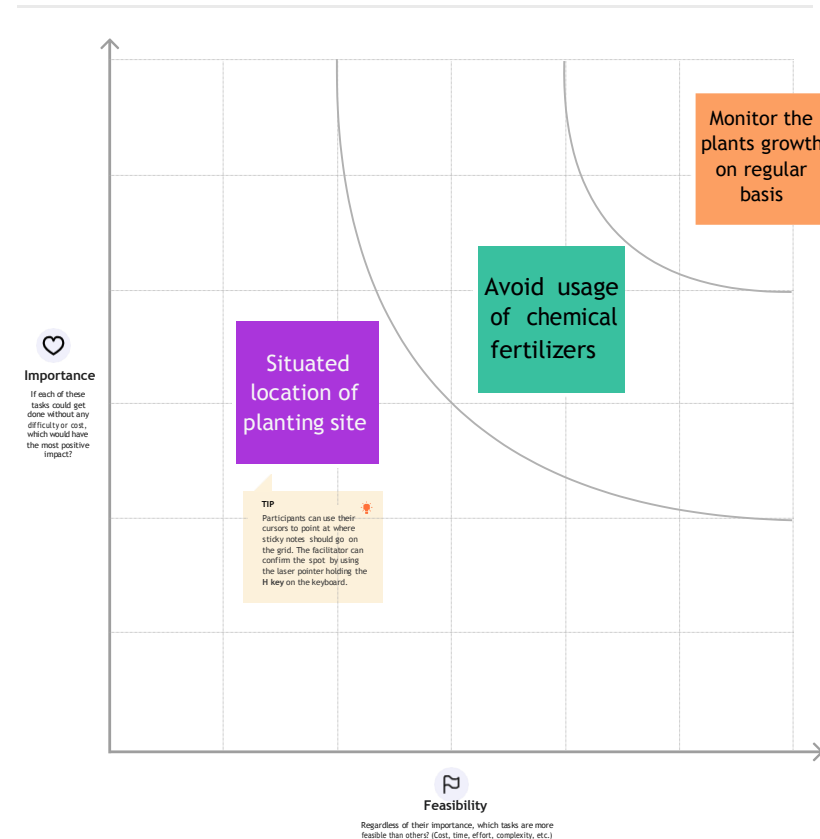 Monitor the
plants growth
on regular
basis
Avoid usage
of chemical
fertilizers
Situated
location of
planting site
Importance
If each of these
tasks could get
done without any
difficulty or cost,
which would have
the most positive
impact?
TIP
Participants can use their
cursors to point at where
sticky notes should go on
the grid. The facilitator can
confirm the spot by using
the laser pointer holding the
H key on the keyboard.
Feasibility
Regardless of their importance, which tasks are more
feasible than others? (Cost, time, effort, complexity, etc.)